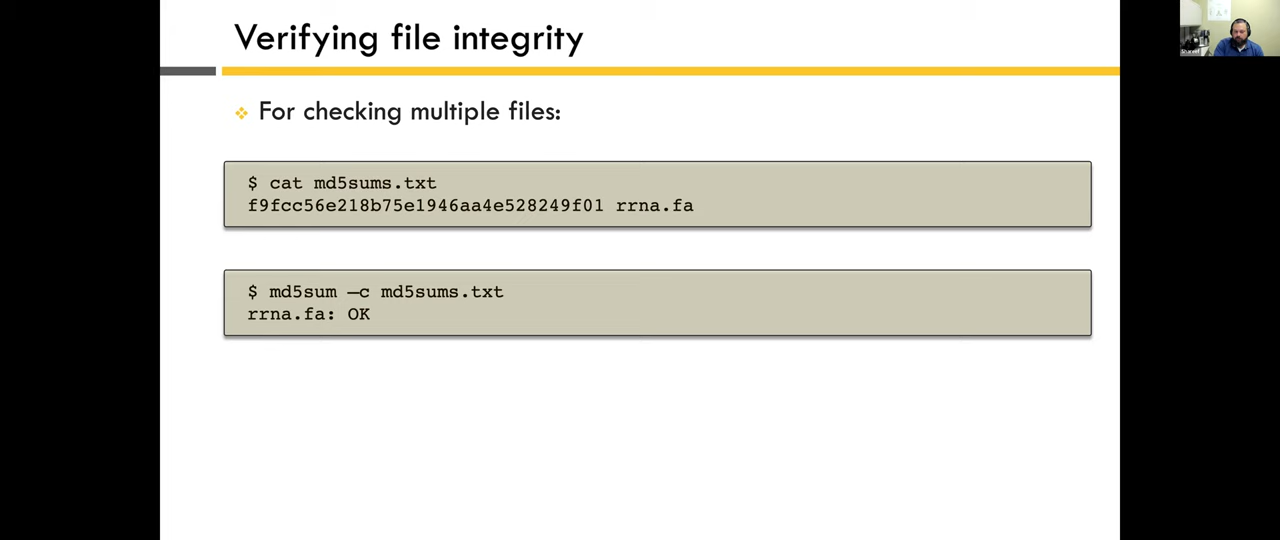 Verifying file integrity
For checking multiple files:
$ cat md5sums.txt
f9fcc56e218b75e1946aa4e528249f01 rrna.fa
$ md5sum –c md5sums.txt
rrna.fa: OK